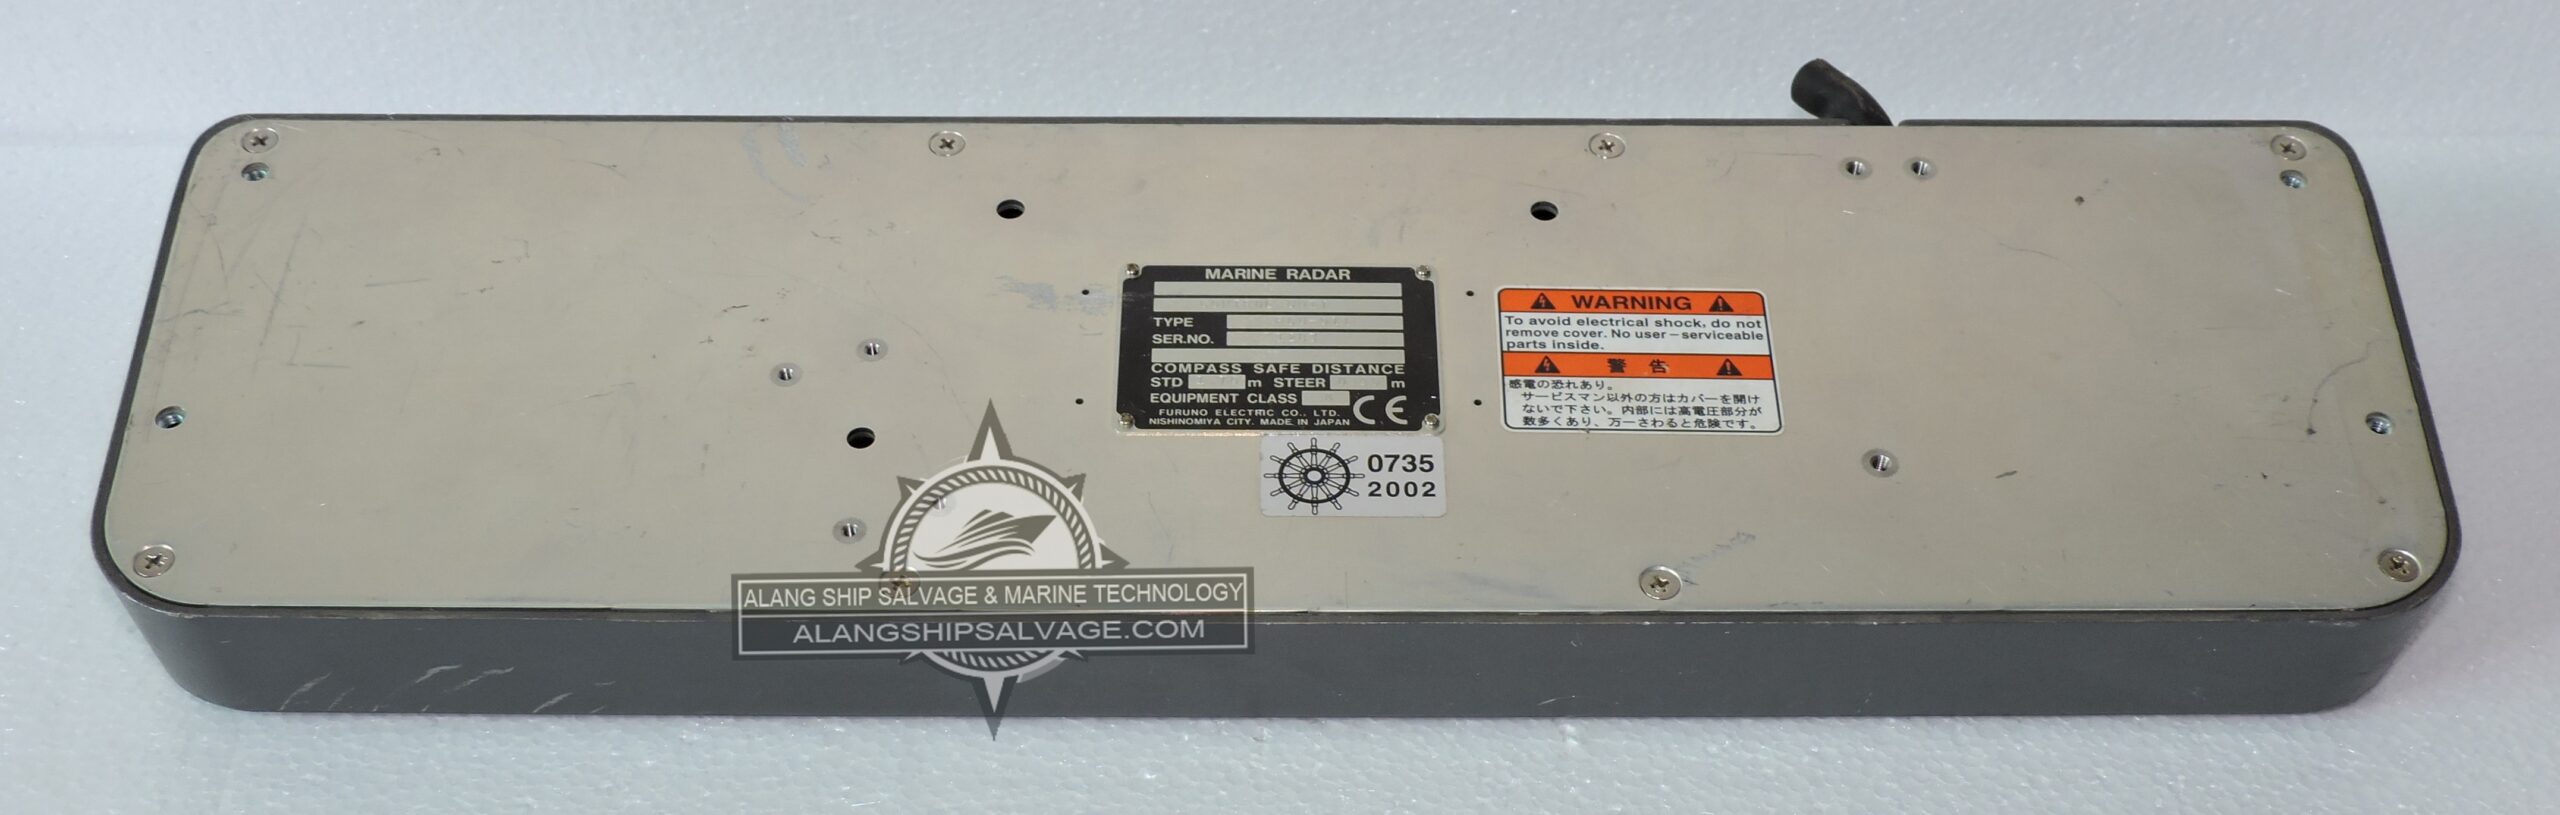 MARINE RADAR
TYPE
SER.NO.
COMPASS SAFE DISTANCE
STD m STEER m
EQUIPMENT CLASS
FURUNO ELECTRIC CO., LTD.
NISHINOMIYA CITY. MADE IN JAPAN
CE
WARNING
To avoid electrical shock, do not
remove cover. No user-serviceable
parts inside.
警告
感電の恐れあり。
サービスマン以外の方はカバーを開け
ないで下さい。内部には高電圧部分が
数多くあり、万一さわると危険です。
0735
2002
ALANG SHIP SALVAGE & MARINE TECHNOLOGY
ALANGSHIPSALVAGE.COM